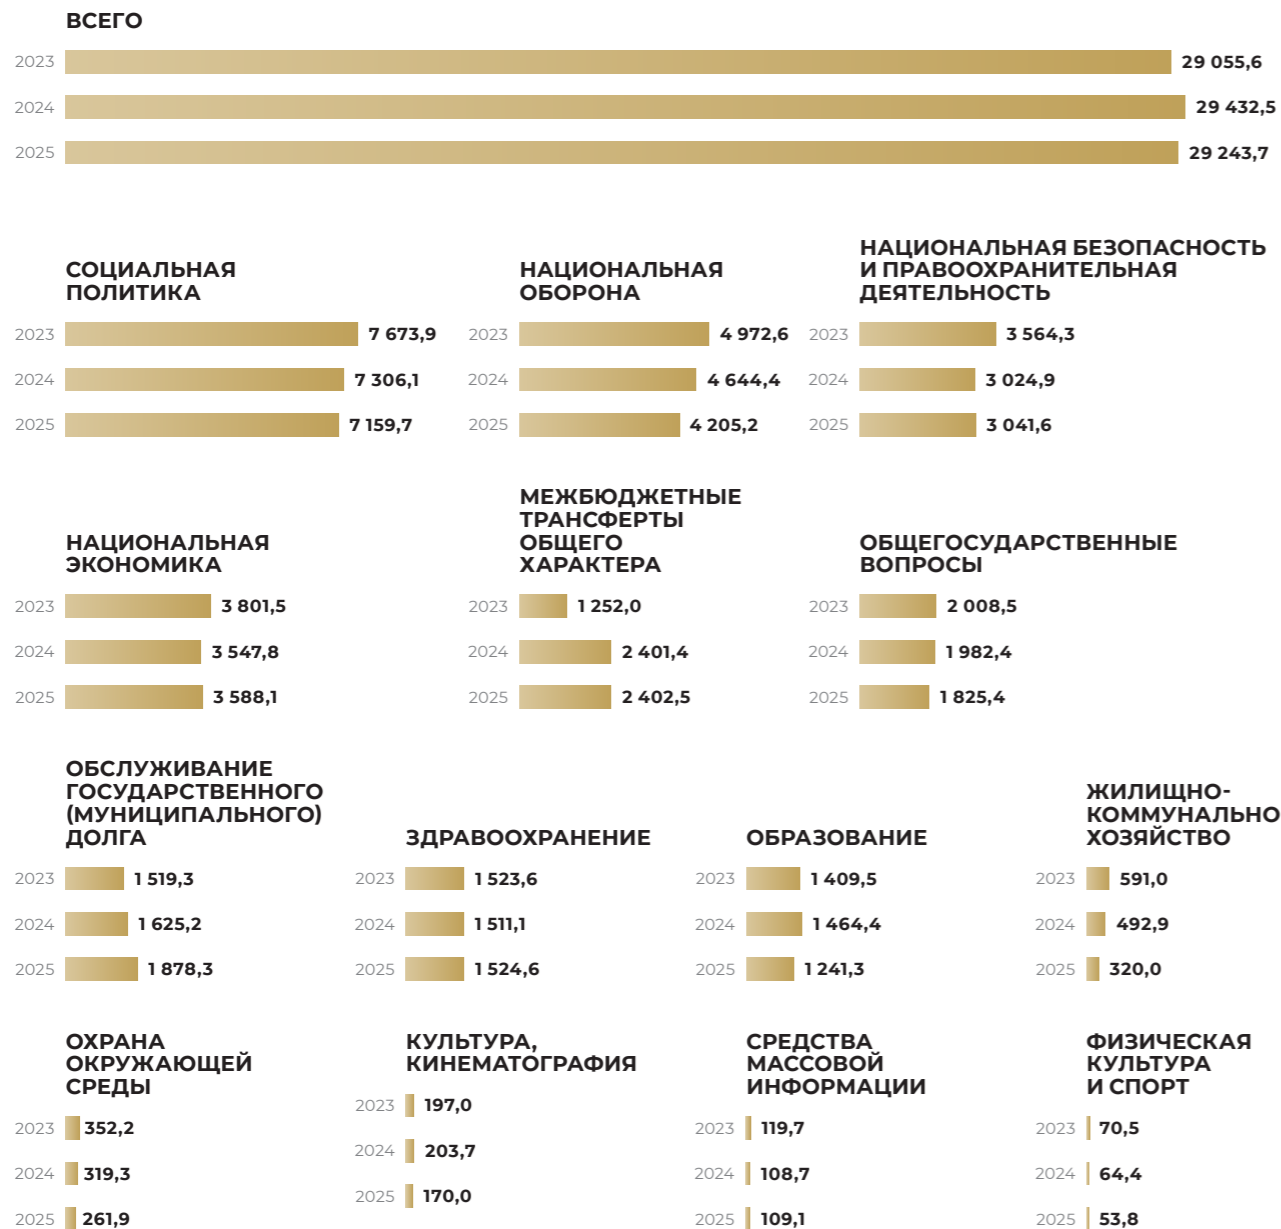 ВСЕГО
2023 29 055,6
2024 29 432,5
2025 29 243,7
СОЦИАЛЬНАЯ
ПОЛИТИКА
2023 7 673,9
2024 7 306,1
2025 7 159,7
НАЦИОНАЛЬНАЯ
ОБОРОНА
2023 4 972,6
2024 4 644,4
2025 4 205,2
НАЦИОНАЛЬНАЯ БЕЗОПАСНОСТЬ
И ПРАВООХРАНИТЕЛЬНАЯ
ДЕЯТЕЛЬНОСТЬ
2023 3 564,3
2024 3 024,9
2025 3 041,6
НАЦИОНАЛЬНАЯ
ЭКОНОМИКА
2023 3 801,5
2024 3 547,8
2025 3 588,1
МЕЖБЮДЖЕТНЫЕ
ТРАНСФЕРТЫ
ОБЩЕГО
ХАРАКТЕРА
2023 1 252,0
2024 2 401,4
2025 2 402,5
ОБЩЕГОСУДАРСТВЕННЫЕ
ВОПРОСЫ
2023 2 008,5
2024 1 982,4
2025 1 825,4
ОБСЛУЖИВАНИЕ
ГОСУДАРСТВЕННОГО
(МУНИЦИПАЛЬНОГО)
ДОЛГА
2023 1 519,3
2024 1 625,2
2025 1 878,3
ЗДРАВООХРАНЕНИЕ
2023 1 523,6
2024 1 511,1
2025 1 524,6
ОБРАЗОВАНИЕ
2023 1 409,5
2024 1 464,4
2025 1 241,3
ЖИЛИЩНО-
КОММУНАЛЬНО
ХОЗЯЙСТВО
2023 591,0
2024 492,9
2025 320,0
ОХРАНА
ОКРУЖАЮЩЕЙ
СРЕДЫ
2023 352,2
2024 319,3
2025 261,9
КУЛЬТУРА,
КИНЕМАТОГРАФИЯ
2023 197,0
2024 203,7
2025 170,0
СРЕДСТВА
МАССОВОЙ
ИНФОРМАЦИИ
2023 119,7
2024 108,7
2025 109,1
ФИЗИЧЕСКАЯ
КУЛЬТУРА
И СПОРТ
2023 70,5
2024 64,4
2025 53,8